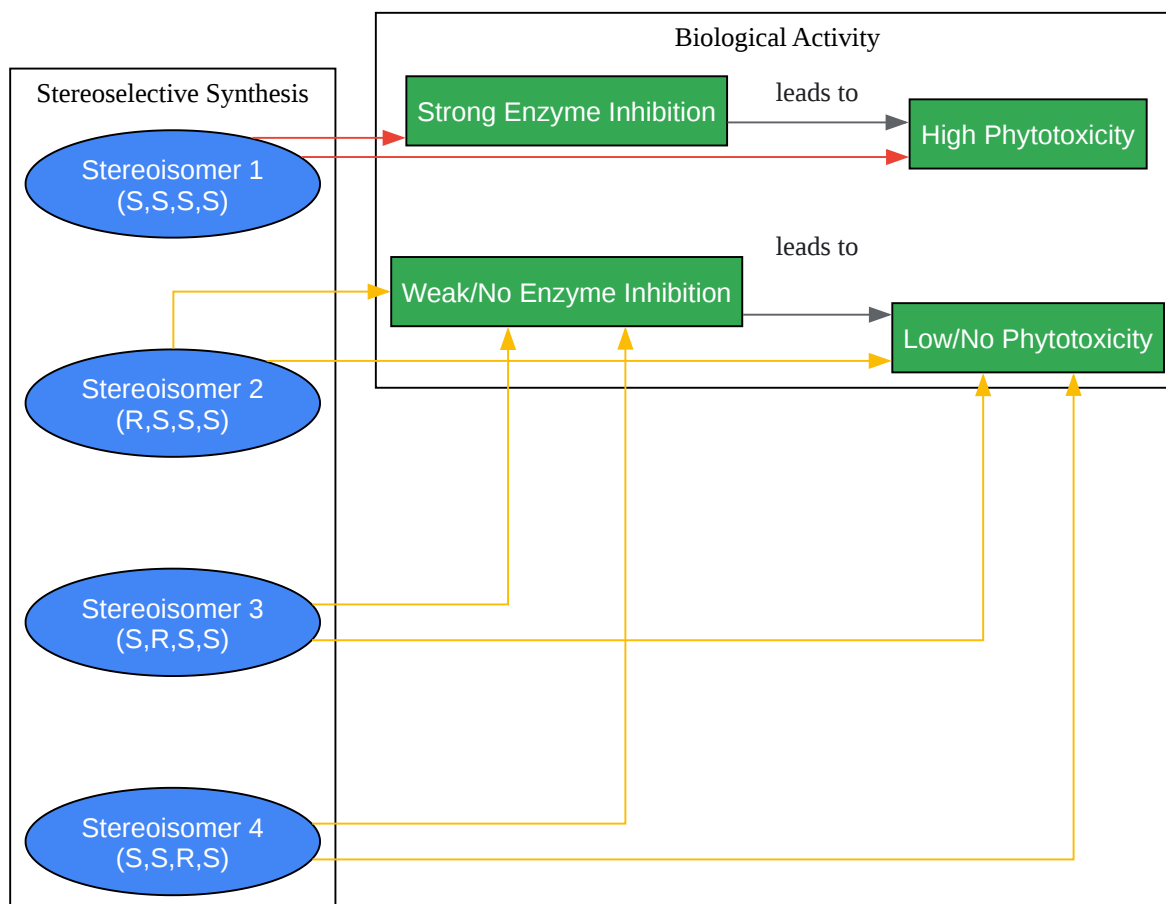 Biological Activity
Stereoselective Synthesis
Strong Enzyme Inhibition
leads to
High Phytotoxicity
Stereoisomer 1
(S,S,S,S)
leads to
Weak/No Enzyme Inhibition
Low/No Phytotoxicity
Stereoisomer 2
(R,S,S,S)
Stereoisomer 3
(S,R,S,S)
Stereoisomer 4
(S,S,R,S)